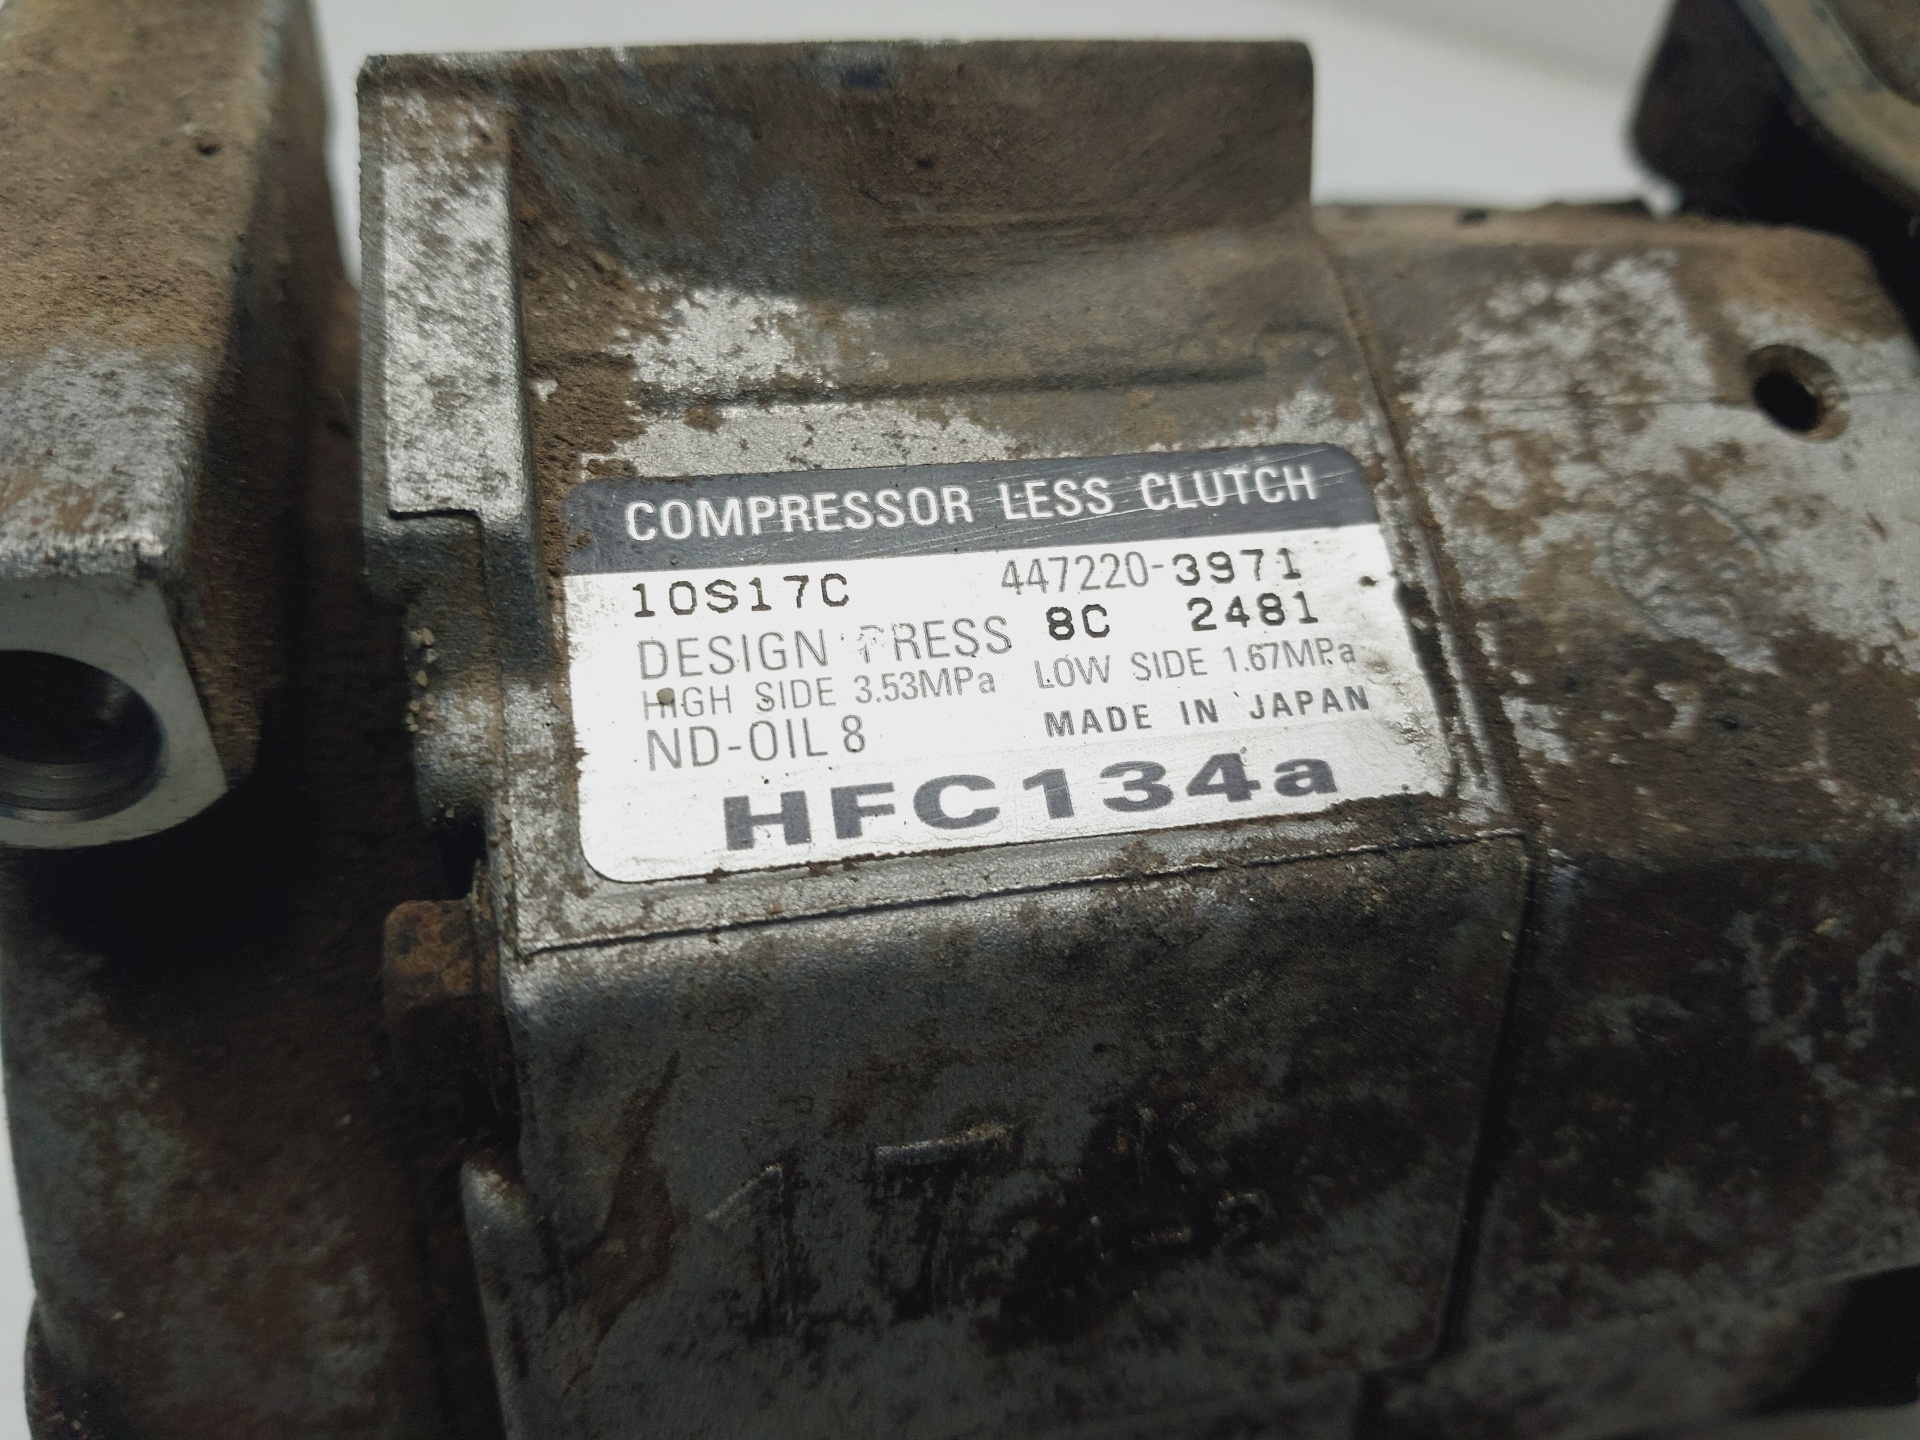 COMPRESSOR LESS CLUTCH
10S17C 447220-3971
DESIGN PRESS 8C 2481
HIGH SIDE 3.53MPa LOW SIDE 1.67MPa
ND-OIL 8 MADE IN JAPAN
HFC134a